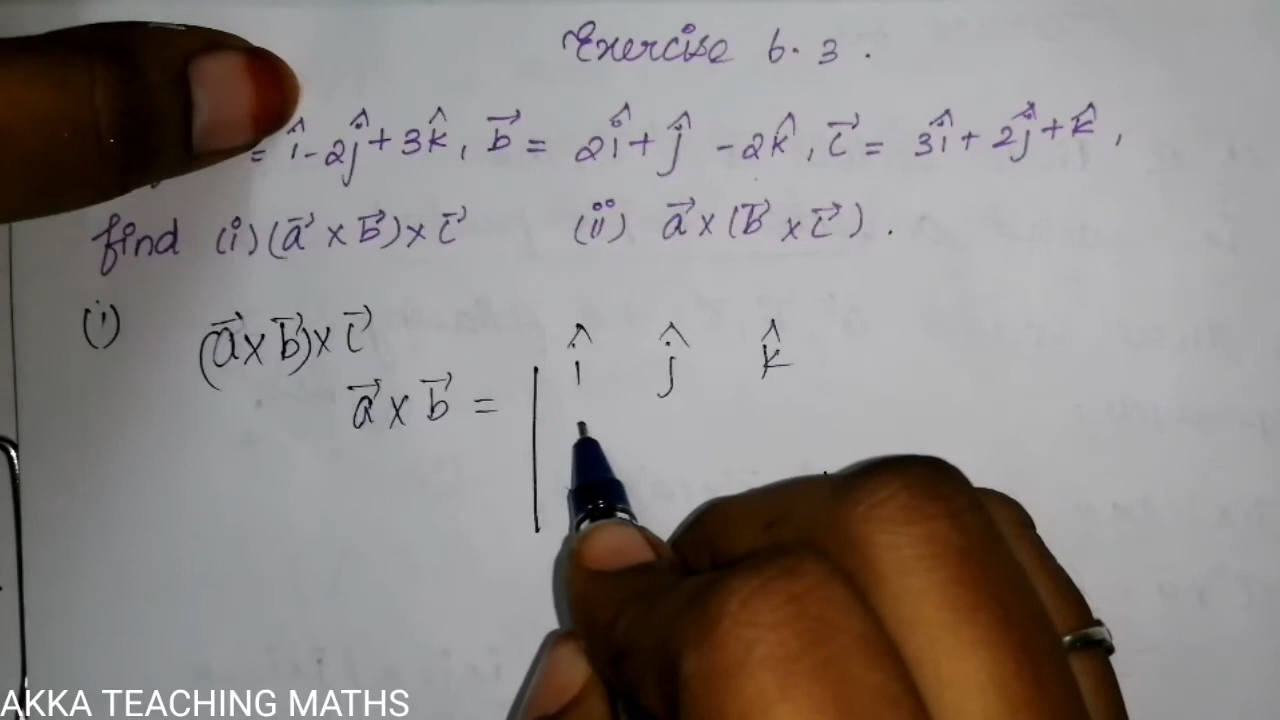 Exercise 6.3.
= î - 2ĵ + 3k̂, b⃗ = 2î + ĵ - 2k̂, c⃗ = 3î + 2ĵ + k̂,
find (i) (a⃗ × b⃗) × c⃗ (ii) a⃗ × (b⃗ × c⃗).
(i) (a⃗ × b⃗) × c⃗
î ĵ k̂
a⃗ × b⃗ = |
AKKA TEACHING MATHS